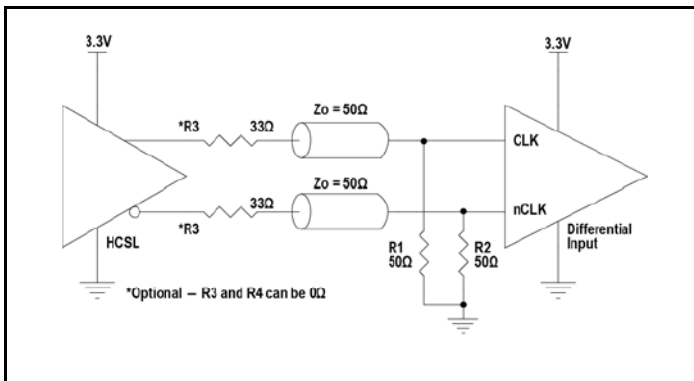 3.3V
3.3V
*R3
33Ω
Zo = 50Ω
CLK
Zo = 50Ω
nCLK
*R3
33Ω
HCSL
R1
50Ω
R2
50Ω
Differential
Input
*Optional – R3 and R4 can be 0Ω